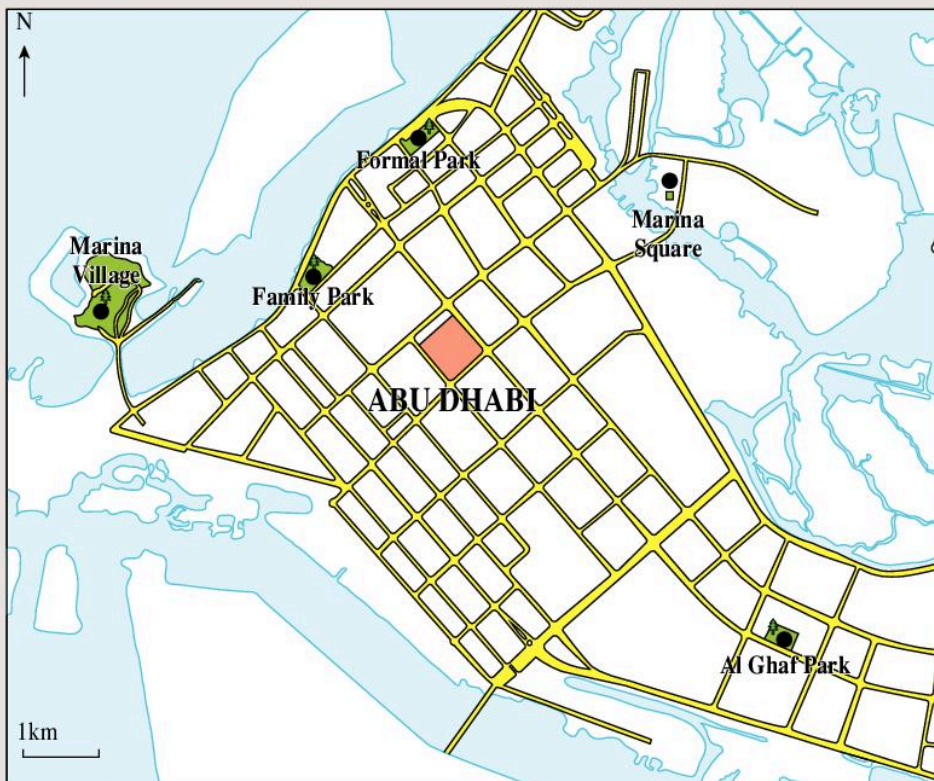 N
Formal Park
Marina
Square
Marina
Village
Family Park
ABU DHABI
Al Ghaf Park
1km